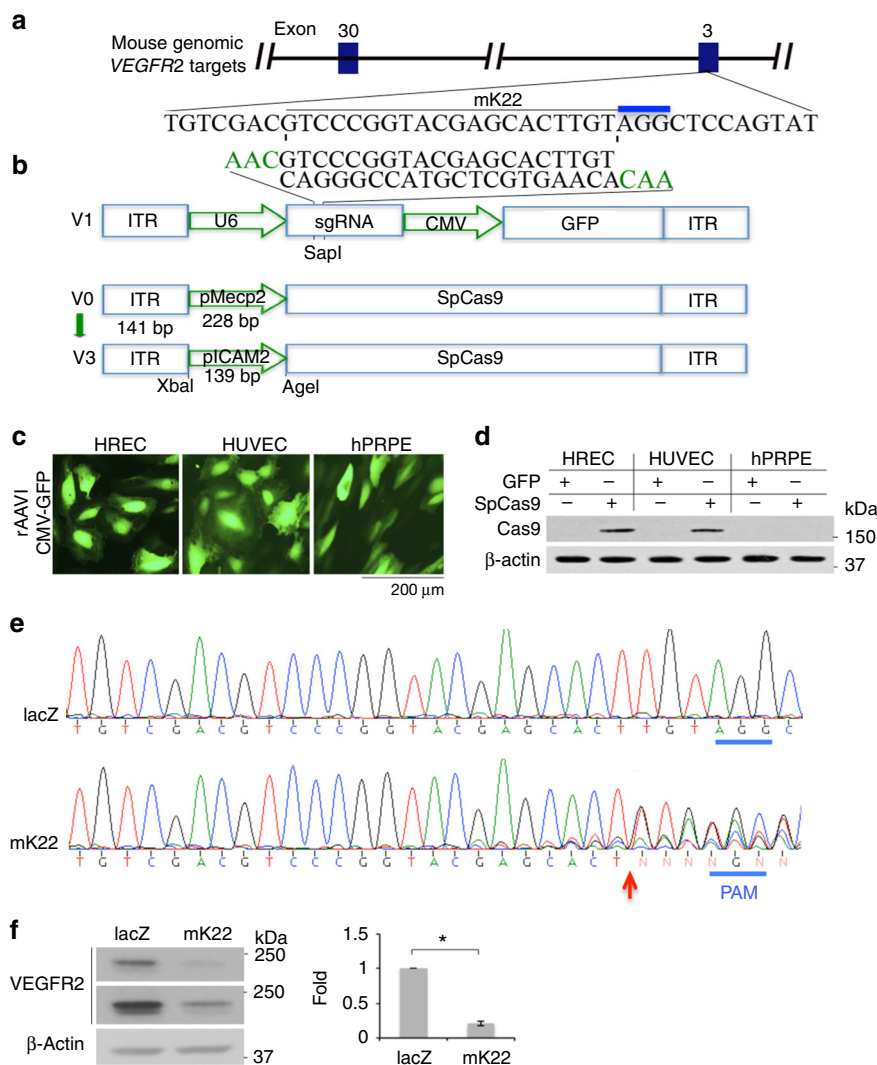 a
Exon
30
3
Mouse genomic
VEGFR2 targets
mK22
TGTCGACGTCCCGGTACGAGCACTTGTAGGCTCCAGTAT
AACGTCCCGGTACGAGCACTTGT
CAGGGCCATGCTCGTGAACACAA
b
V1 ITR U6 sgRNA CMV GFP ITR
SapI
V0 ITR pMecp2 SpCas9 ITR
141 bp 228 bp
V3 ITR pICAM2 SpCas9 ITR
139 bp
XbaI AgeI
c
HREC HUVEC hPRPE
rAAVI
CMV-GFP
200 μm
d
HREC HUVEC hPRPE
GFP + – + – + –
SpCas9 – + – + – + kDa
Cas9 - 150
β-actin - 37
e
lacZ
T G T C G A C G T C C C G G T A C G A G C A C T T G T A G G C
mK22
T G T C G A C G T C C C G G T A C G A G C A C T N N N N G N N
PAM
f
lacZ mK22 kDa
VEGFR2
250
250
β-Actin
37
Fold
1.5
1
0.5
0
*
lacZ mK22